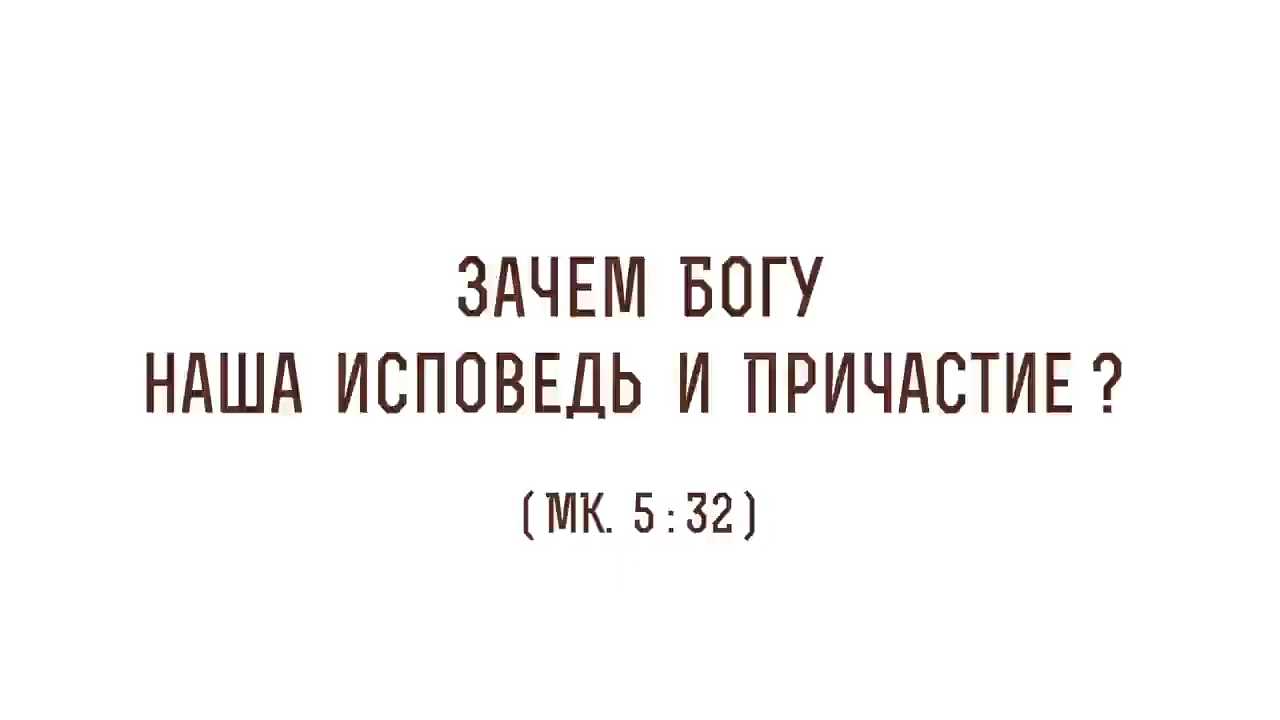 ЗАЧЕМ БОГУ
НАША ИСПОВЕДЬ И ПРИЧАСТИЕ?
(МК. 5:32)